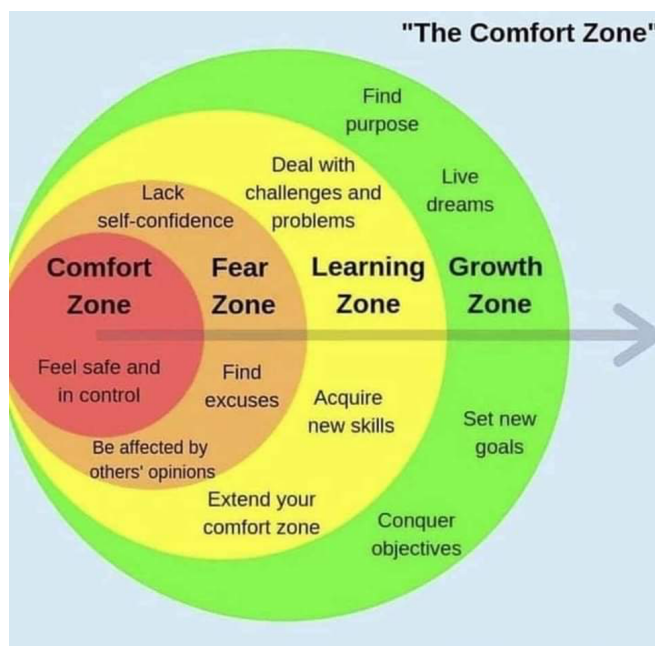 "The Comfort Zone"
Find
purpose
Live
dreams
Deal with
challenges and
problems
Lack
self-confidence
Comfort
Zone
Fear
Zone
Learning
Zone
Growth
Zone
Feel safe and
in control
Find
excuses
Be affected by
others' opinions
Acquire
new skills
Extend your
comfort zone
Set new
goals
Conquer
objectives